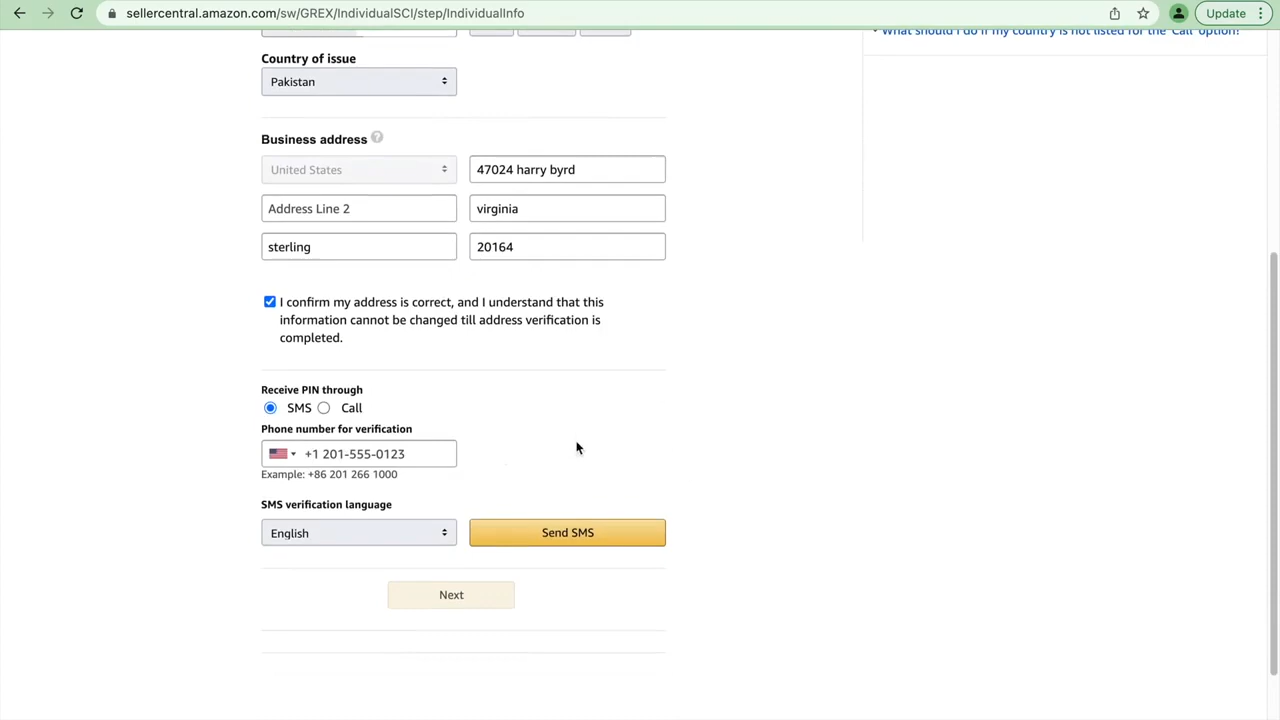 sellercentral.amazon.com/sw/GREX/IndividualSCI/step/IndividualInfo
Update
What should I do if my country is not listed for the 'Call' option?
Country of issue
Pakistan
Business address
United States
47024 harry byrd
Address Line 2
virginia
sterling
20164
I confirm my address is correct, and I understand that this
information cannot be changed till address verification is
completed.
Receive PIN through
SMS
Call
Phone number for verification
+1 201-555-0123
Example: +86 201 266 1000
SMS verification language
English
Send SMS
Next